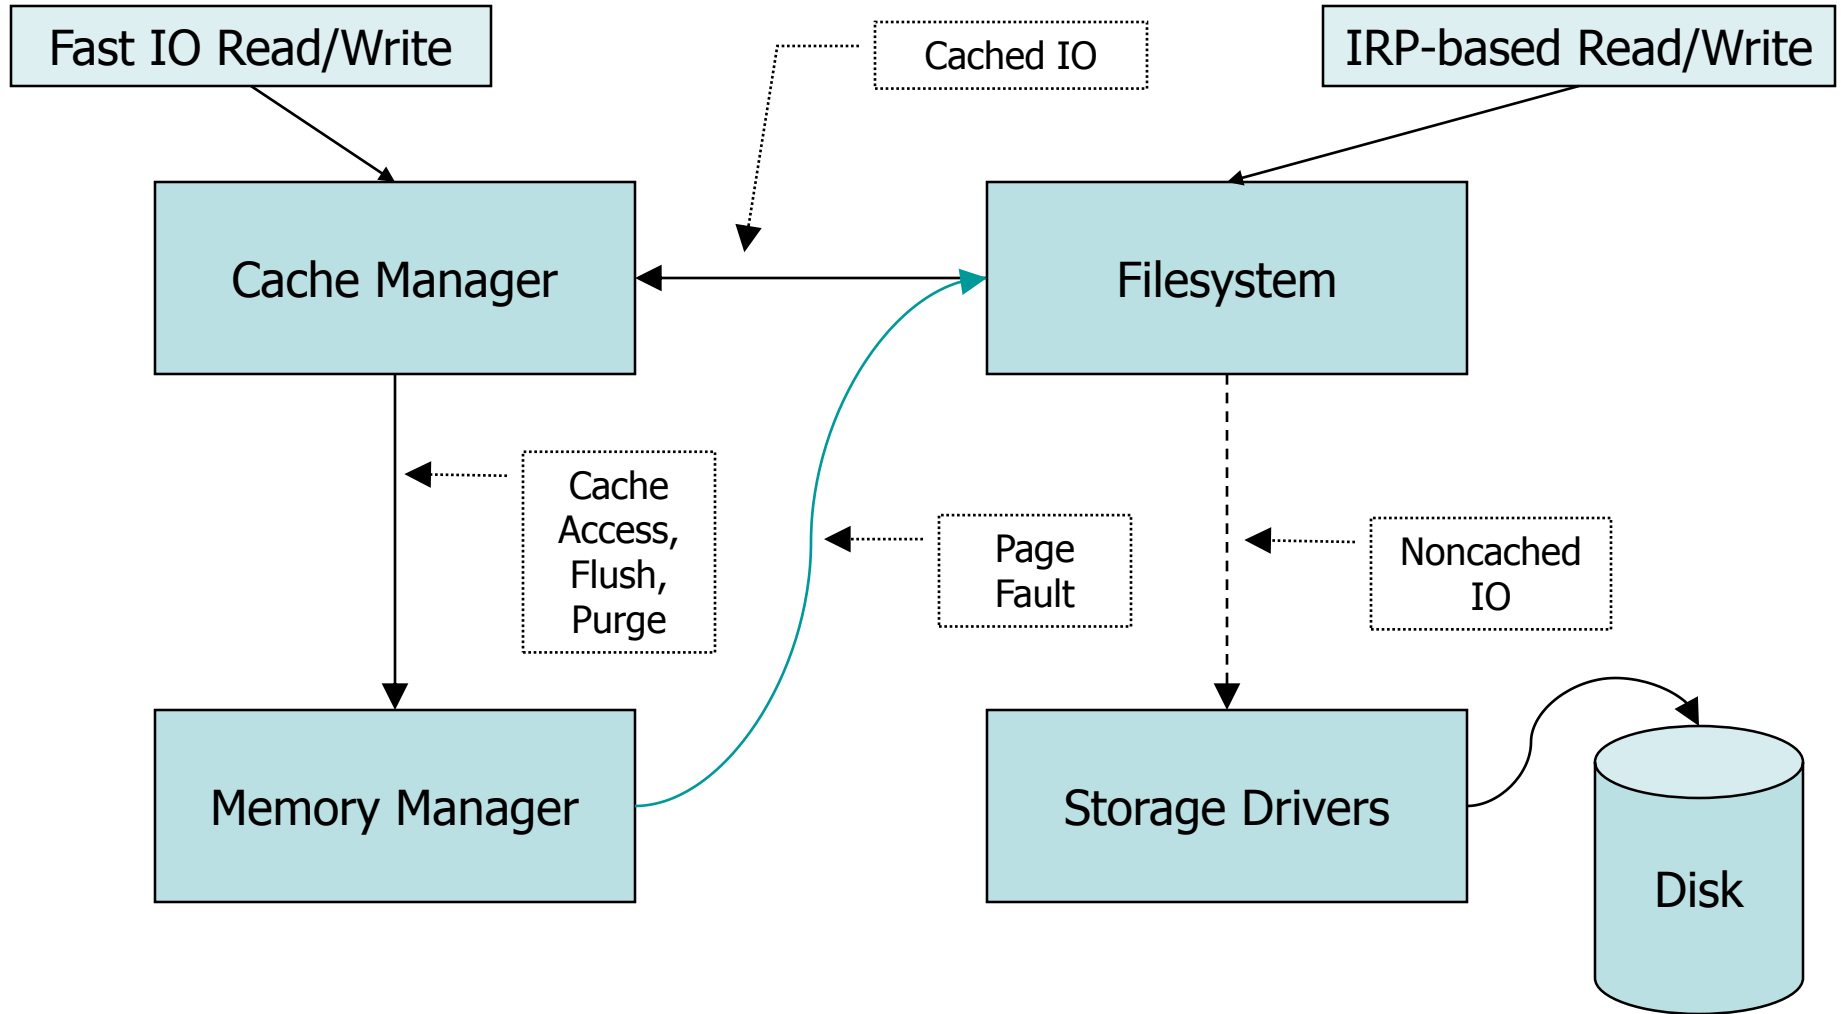 Fast IO Read/Write
Cached IO
IRP-based Read/Write
Cache Manager
Filesystem
Cache
Access,
Flush,
Purge
Page
Fault
Noncached
IO
Memory Manager
Storage Drivers
Disk